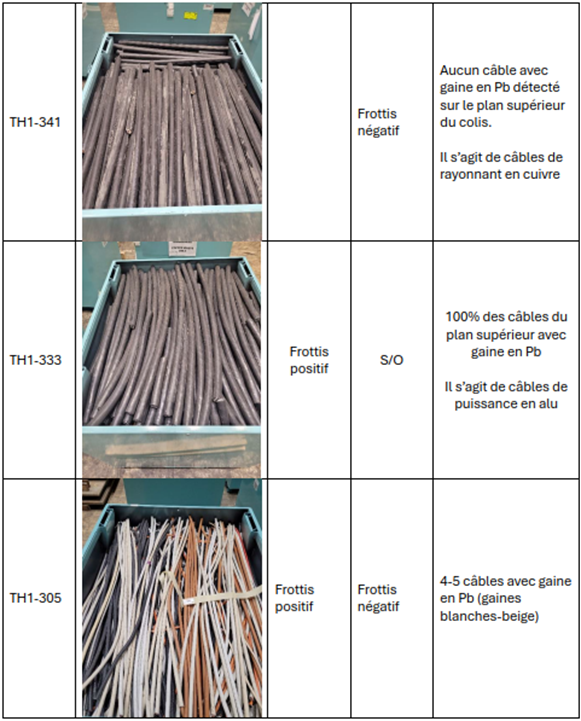 TH1-341
Frottis
négatif
Aucun câble avec
gaine en Pb détecté
sur le plan supérieur
du colis.
Il s’agit de câbles de
rayonnant en cuivre
TH1-333
Frottis
positif
S/O
100% des câbles du
plan supérieur avec
gaine en Pb
Il s’agit de câbles de
puissance en alu
TH1-305
Frottis
positif
Frottis
négatif
4-5 câbles avec gaine
en Pb (gaines
blanches-beige)